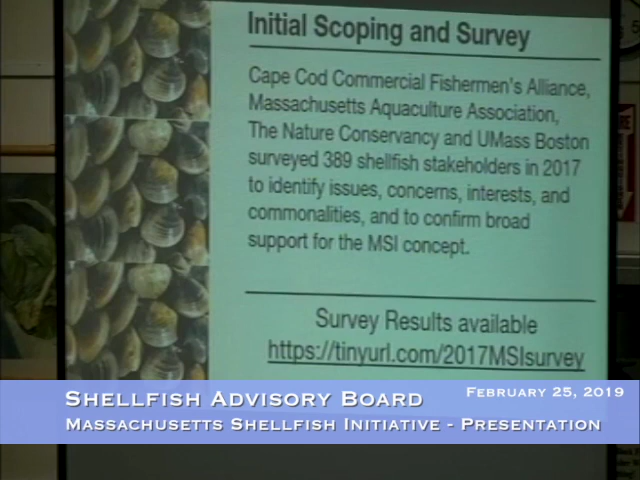 Initial Scoping and Survey
Cape Cod Commercial Fishermen's Alliance,
Massachusetts Aquaculture Association,
The Nature Conservancy and UMass Boston
surveyed 389 shellfish stakeholders in 2017
to identify issues, concerns, interests, and
commonalities, and to confirm broad
support for the MSI concept.
Survey Results available
https://tinyurl.com/2017MSIsurvey
Shellfish Advisory Board
February 25, 2019
Massachusetts Shellfish Initiative - Presentation